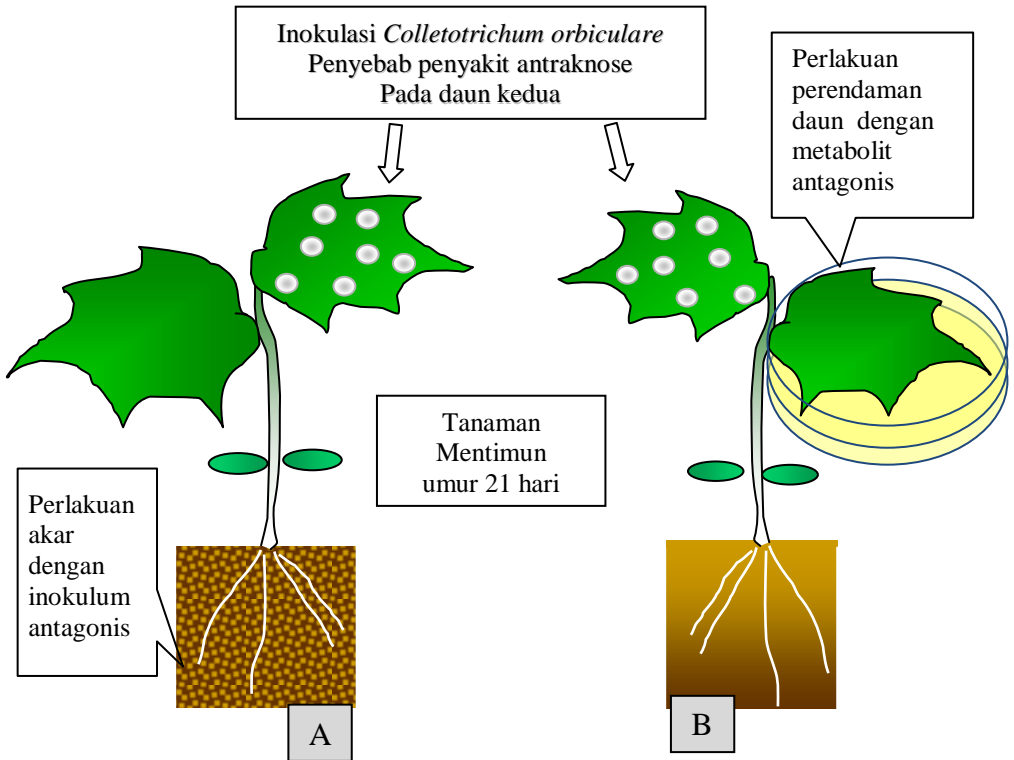 Inokulasi Colletotrichum orbiculare
Penyebab penyakit antraknose
Pada daun kedua
Perlakuan
perendaman
daun dengan
metabolit
antagonis
Tanaman
Mentimun
umur 21 hari
Perlakuan
akar
dengan
inokulum
antagonis
A
B